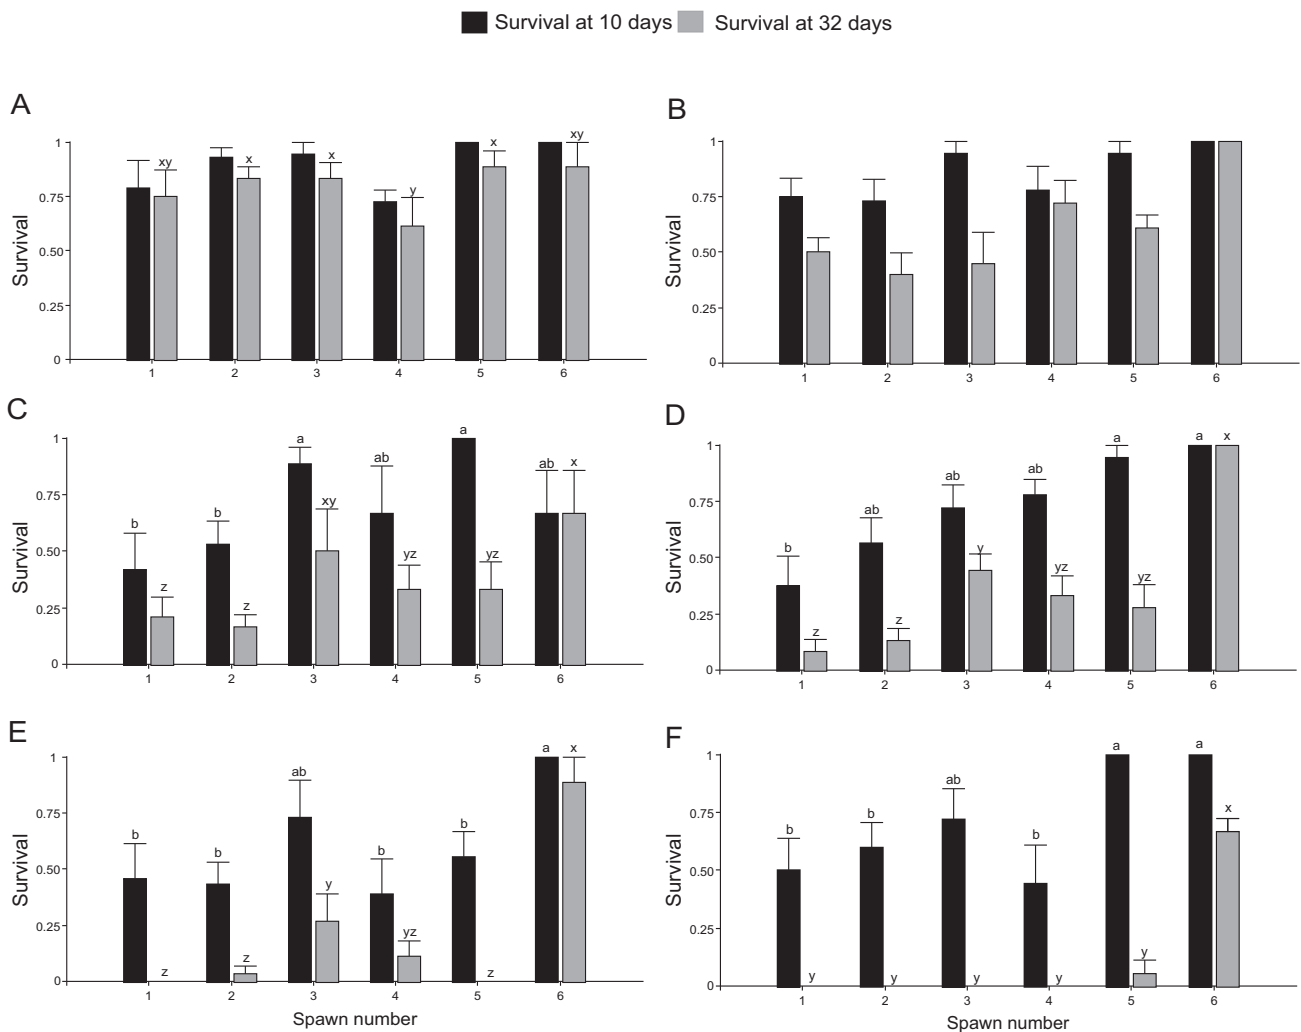 Survival at 10 days Survival at 32 days
A
Survival
1
0.75
0.50
0.25
0
xy x x y x xy
1 2 3 4 5 6
B
Survival
1
0.75
0.50
0.25
0
1 2 3 4 5 6
C
Survival
1
0.75
0.50
0.25
0
b z b z a xy ab yz a yz ab x
1 2 3 4 5 6
D
Survival
1
0.75
0.50
0.25
0
b z ab z ab y ab yz a yz a x
1 2 3 4 5 6
E
Survival
1
0.75
0.50
0.25
0
b z b z ab y b yz b z a x
1 2 3 4 5 6
Spawn number
F
Survival
1
0.75
0.50
0.25
0
b y b y ab y b y a y a x
1 2 3 4 5 6
Spawn number